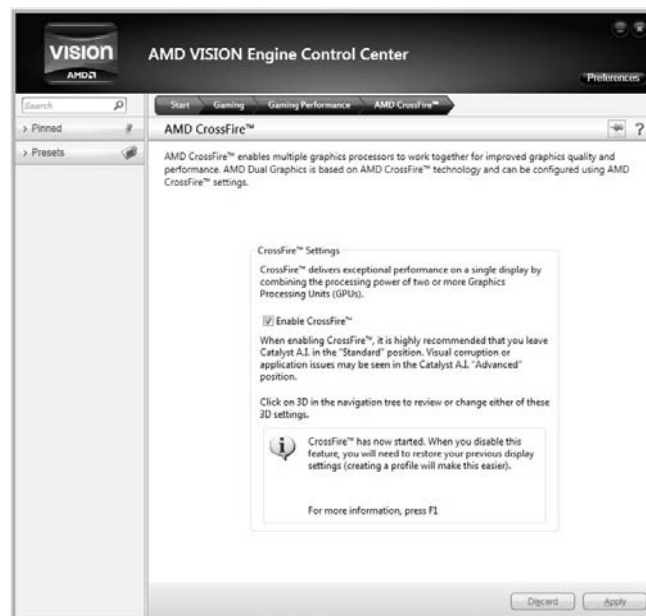 VISION
AMD
AMD VISION Engine Control Center
Preferences
Search
Start Gaming Gaming Performance AMD CrossFire™
> Pinned
AMD CrossFire™
?
> Presets
AMD CrossFire™ enables multiple graphics processors to work together for improved graphics quality and
performance. AMD Dual Graphics is based on AMD CrossFire™ technology and can be configured using AMD
CrossFire™ settings.
CrossFire™ Settings
CrossFire™ delivers exceptional performance on a single display by
combining the processing power of two or more Graphics
Processing Units (GPUs).
Enable CrossFire™
When enabling CrossFire™, it is highly recommended that you leave
Catalyst A.I. in the "Standard" position. Visual corruption or
application issues may be seen in the Catalyst A.I. "Advanced"
position.
Click on 3D in the navigation tree to review or change either of these
3D settings.
CrossFire™ has now started. When you disable this
feature, you will need to restore your previous display
settings (creating a profile will make this easier).
For more information, press F1
Discard Apply